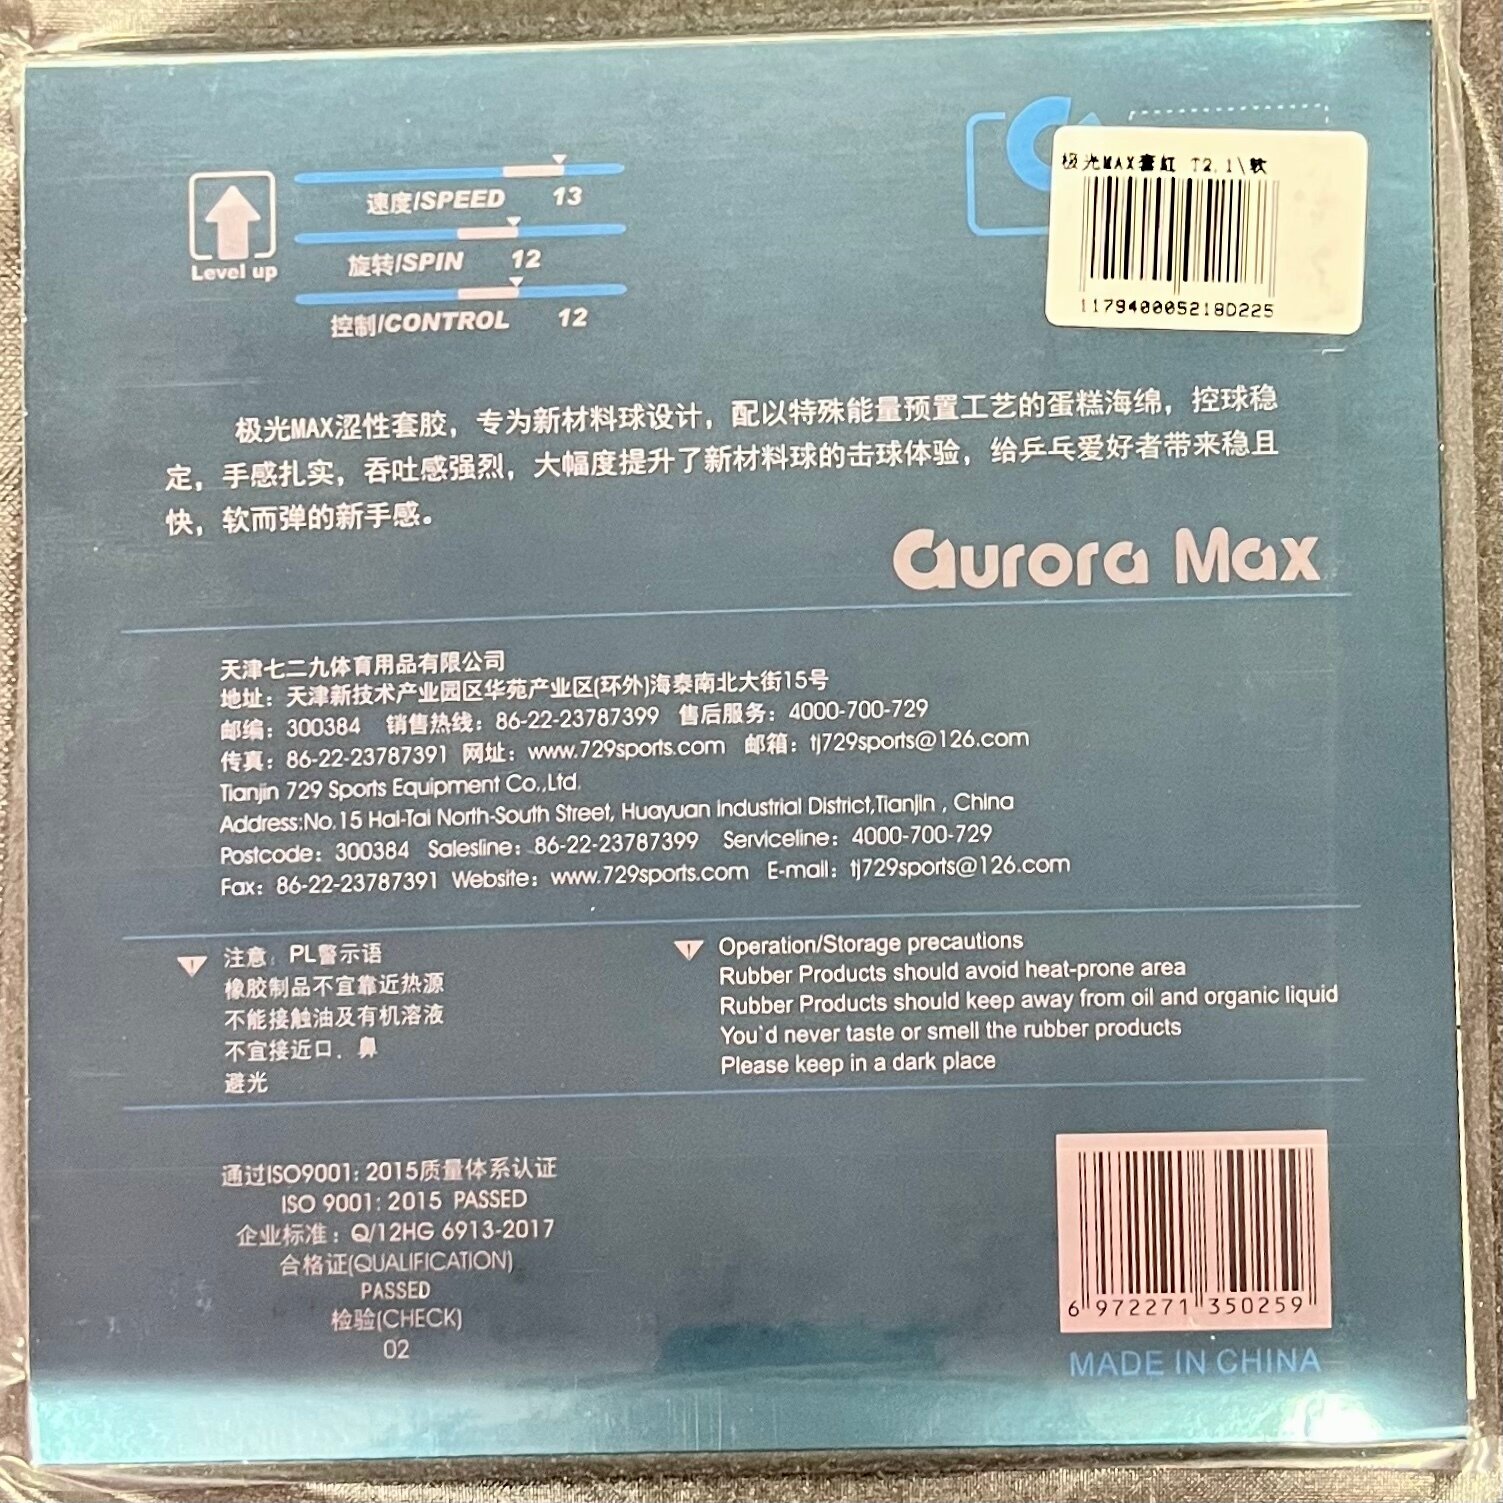 极光MAX套红 T2.1\软
117940005218D225
Level up
速度/SPEED 13
旋转/SPIN 12
控制/CONTROL 12
极光MAX涩性套胶，专为新材料球设计，配以特殊能量预置工艺的蛋糕海绵，控球稳
定，手感扎实，吞吐感强烈，大幅度提升了新材料球的击球体验，给乒乓爱好者带来稳且
快，软而弹的新手感。
aurora Max
天津七二九体育用品有限公司
地址：天津新技术产业园区华苑产业区(环外)海泰南北大街15号
邮编：300384 销售热线：86-22-23787399 售后服务：4000-700-729
传真：86-22-23787391 网址：www.729sports.com 邮箱：tj729sports@126.com
Tianjin 729 Sports Equipment Co.,Ltd.
Address:No.15 Hai-Tai North-South Street, Huayuan industrial District,Tianjin , China
Postcode：300384 Salesline：86-22-23787399 Serviceline：4000-700-729
Fax：86-22-23787391 Website：www.729sports.com E-mail：tj729sports@126.com
注意：PL警示语
橡胶制品不宜靠近热源
不能接触油及有机溶液
不宜接近口．鼻
避光
Operation/Storage precautions
Rubber Products should avoid heat-prone area
Rubber Products should keep away from oil and organic liquid
You`d never taste or smell the rubber products
Please keep in a dark place
通过ISO9001：2015质量体系认证
ISO 9001：2015 PASSED
企业标准：Q/12HG 6913-2017
合格证(QUALIFICATION)
PASSED
检验(CHECK)
02
6 972271 350259
MADE IN CHINA